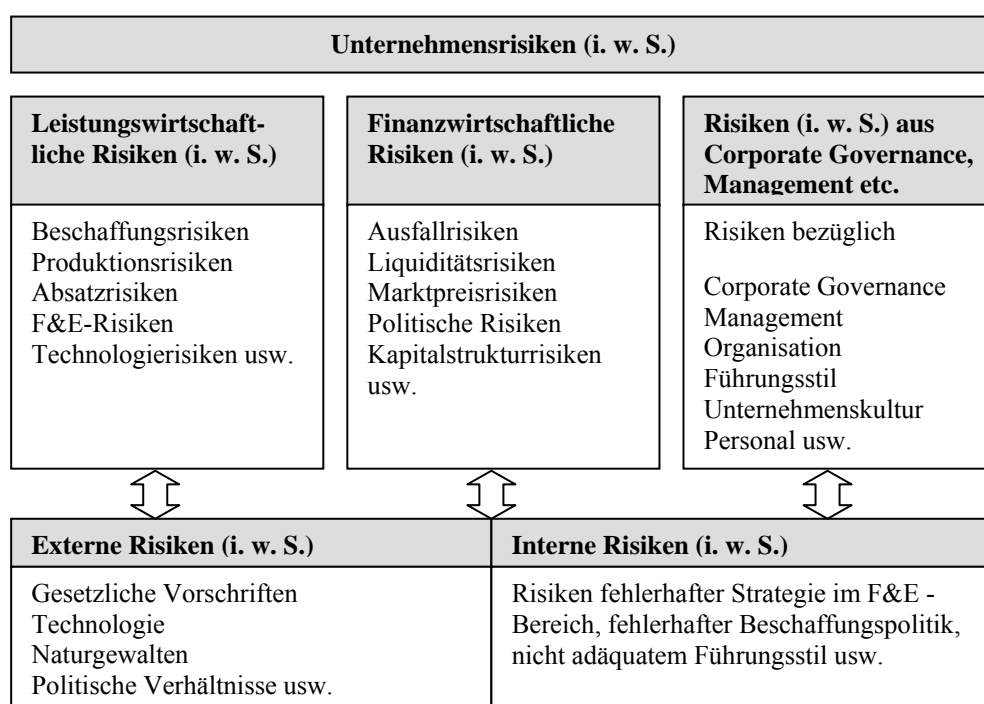 Unternehmensrisiken (i. w. S.)
Leistungswirtschaft-
liche Risiken (i. w. S.)
Beschaffungsrisiken
Produktionsrisiken
Absatzrisiken
F&E-Risiken
Technologierisiken usw.
Finanzwirtschaftliche
Risiken (i. w. S.)
Ausfallrisiken
Liquiditätsrisiken
Marktpreisrisiken
Politische Risiken
Kapitalstrukturrisiken
usw.
Risiken (i. w. S.) aus
Corporate Governance,
Management etc.
Risiken bezüglich
Corporate Governance
Management
Organisation
Führungsstil
Unternehmenskultur
Personal usw.
Externe Risiken (i. w. S.)
Gesetzliche Vorschriften
Technologie
Naturgewalten
Politische Verhältnisse usw.
Interne Risiken (i. w. S.)
Risiken fehlerhafter Strategie im F&E -
Bereich, fehlerhafter Beschaffungspolitik,
nicht adäquatem Führungsstil usw.